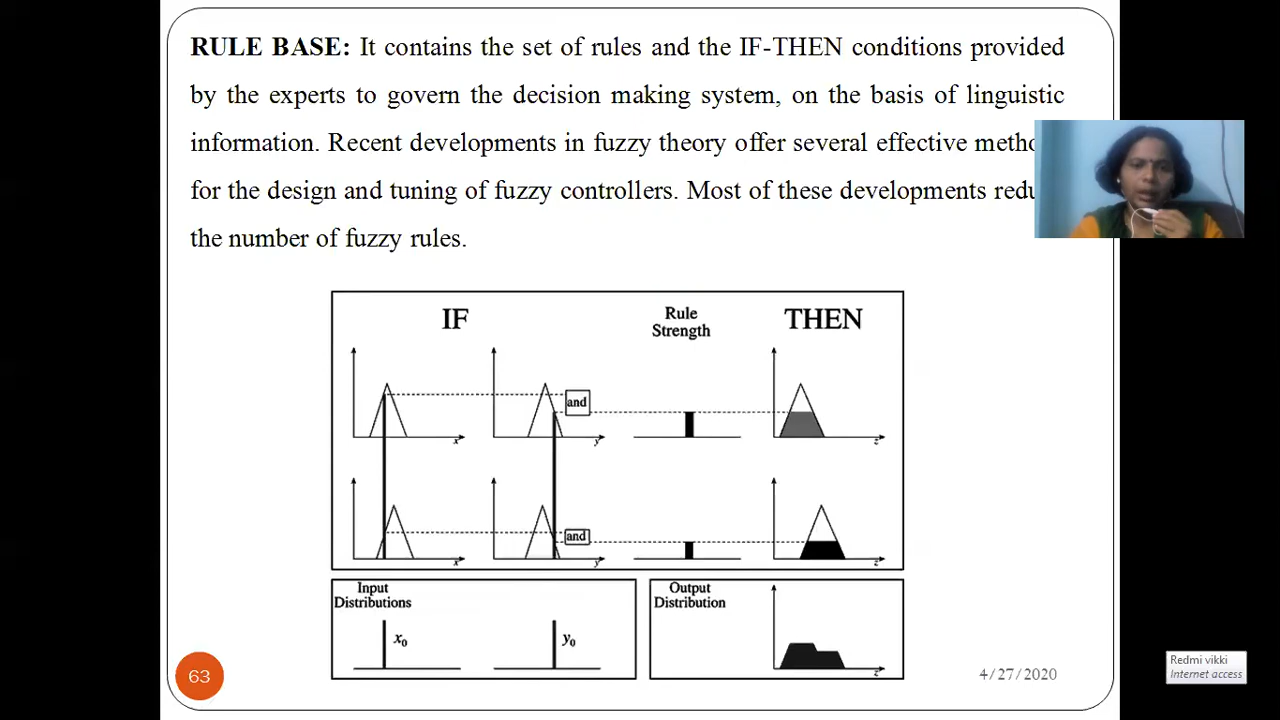 RULE BASE: It contains the set of rules and the IF-THEN conditions provided
by the experts to govern the decision making system, on the basis of linguistic
information. Recent developments in fuzzy theory offer several effective
for the design and tuning of fuzzy controllers. Most of these developments
the number of fuzzy rules.
IF
Rule
Strength
THEN
and
x
y
z
and
x
y
z
Input
Distributions
x₀
y₀
Output
Distribution
z
63
4/27/2020
Redmi vikki
Internet access